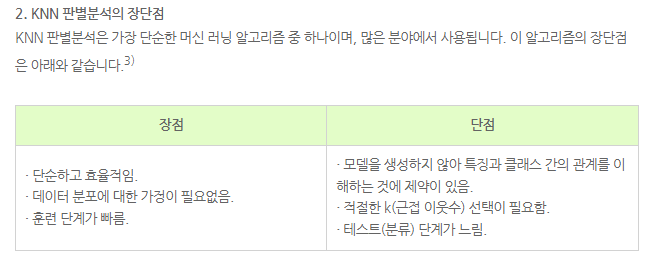 2. KNN 판별분석의 장단점
KNN 판별분석은 가장 단순한 머신 러닝 알고리즘 중 하나이며, 많은 분야에서 사용됩니다. 이 알고리즘의 장단점
은 아래와 같습니다.3)
장점
단점
· 단순하고 효율적임.
· 데이터 분포에 대한 가정이 필요없음.
· 훈련 단계가 빠름.
· 모델을 생성하지 않아 특징과 클래스 간의 관계를 이
해하는 것에 제약이 있음.
· 적절한 k(근접 이웃수) 선택이 필요함.
· 테스트(분류) 단계가 느림.